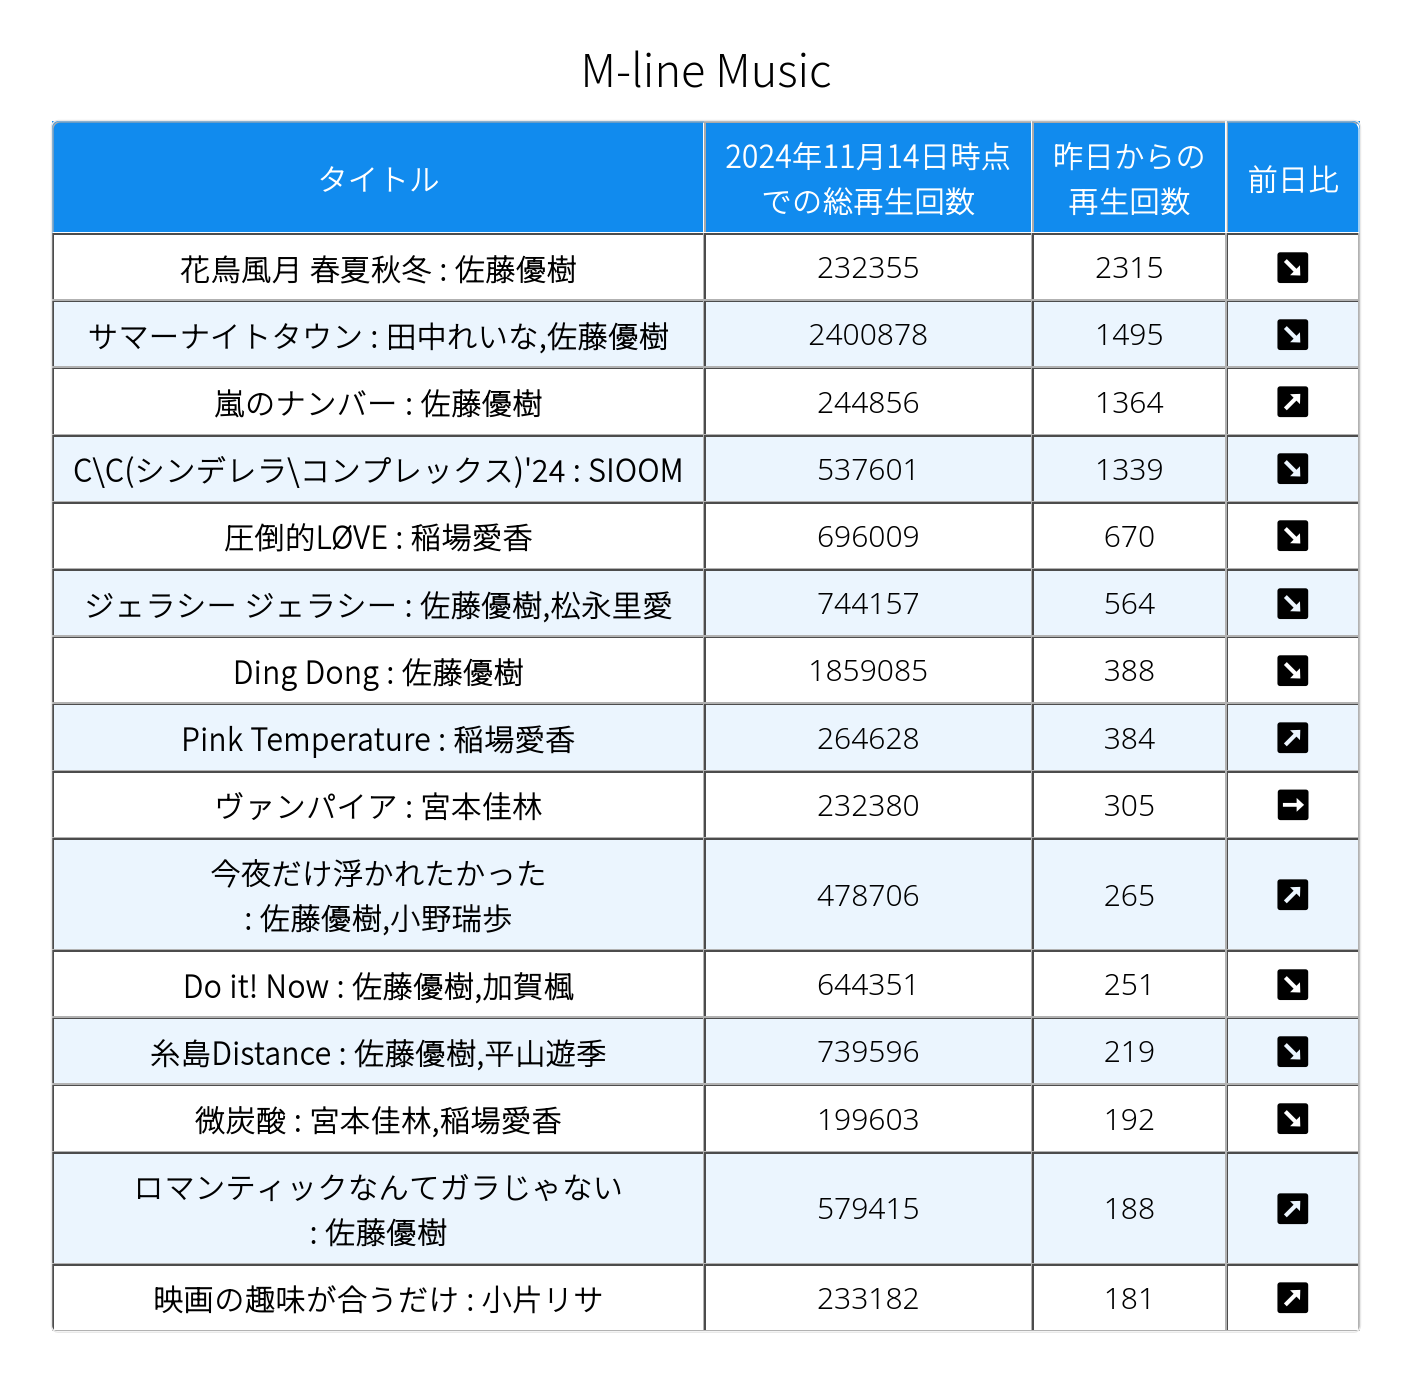 M-line Music
タイトル
2024年11月14日時点
での総再生回数
昨日からの
再生回数
前日比
花鳥風月 春夏秋冬 : 佐藤優樹 232355 2315 ↘
サマーナイトタウン : 田中れいな,佐藤優樹 2400878 1495 ↘
嵐のナンバー : 佐藤優樹 244856 1364 ↗
C\C(シンデレラ\コンプレックス)'24 : SIOOM 537601 1339 ↘
圧倒的LØVE : 稲場愛香 696009 670 ↘
ジェラシー ジェラシー : 佐藤優樹,松永里愛 744157 564 ↘
Ding Dong : 佐藤優樹 1859085 388 ↘
Pink Temperature : 稲場愛香 264628 384 ↗
ヴァンパイア : 宮本佳林 232380 305 →
今夜だけ浮かれたかった
: 佐藤優樹,小野瑞歩 478706 265 ↗
Do it! Now : 佐藤優樹,加賀楓 644351 251 ↘
糸島Distance : 佐藤優樹,平山遊季 739596 219 ↘
微炭酸 : 宮本佳林,稲場愛香 199603 192 ↘
ロマンティックなんてガラじゃない
: 佐藤優樹 579415 188 ↗
映画の趣味が合うだけ : 小片リサ 233182 181 ↗